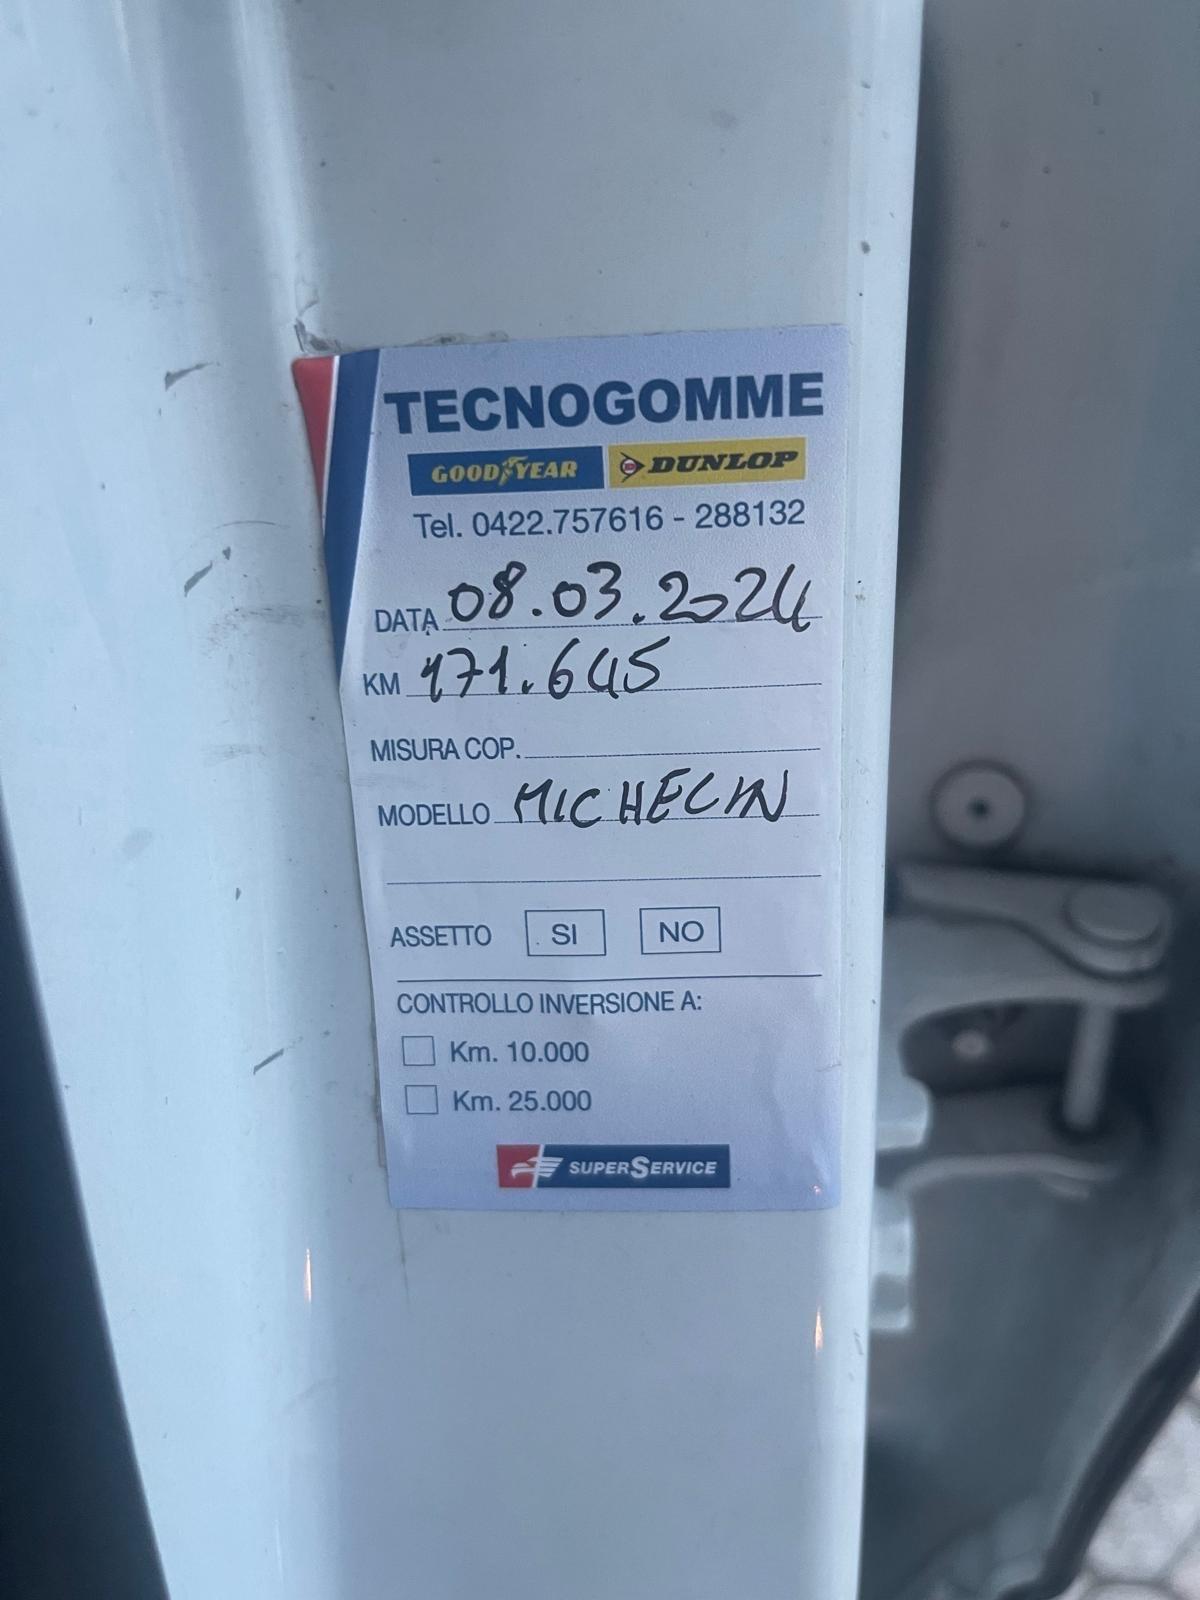 TECNOGOMME
GOODYEAR DUNLOP
Tel. 0422.757616 - 288132
DATA 08.03.2024
KM 171.645
MISURA COP.
MODELLO MICHELIN
ASSETTO SI NO
CONTROLLO INVERSIONE A:
Km. 10.000
Km. 25.000
SUPERSERVICE